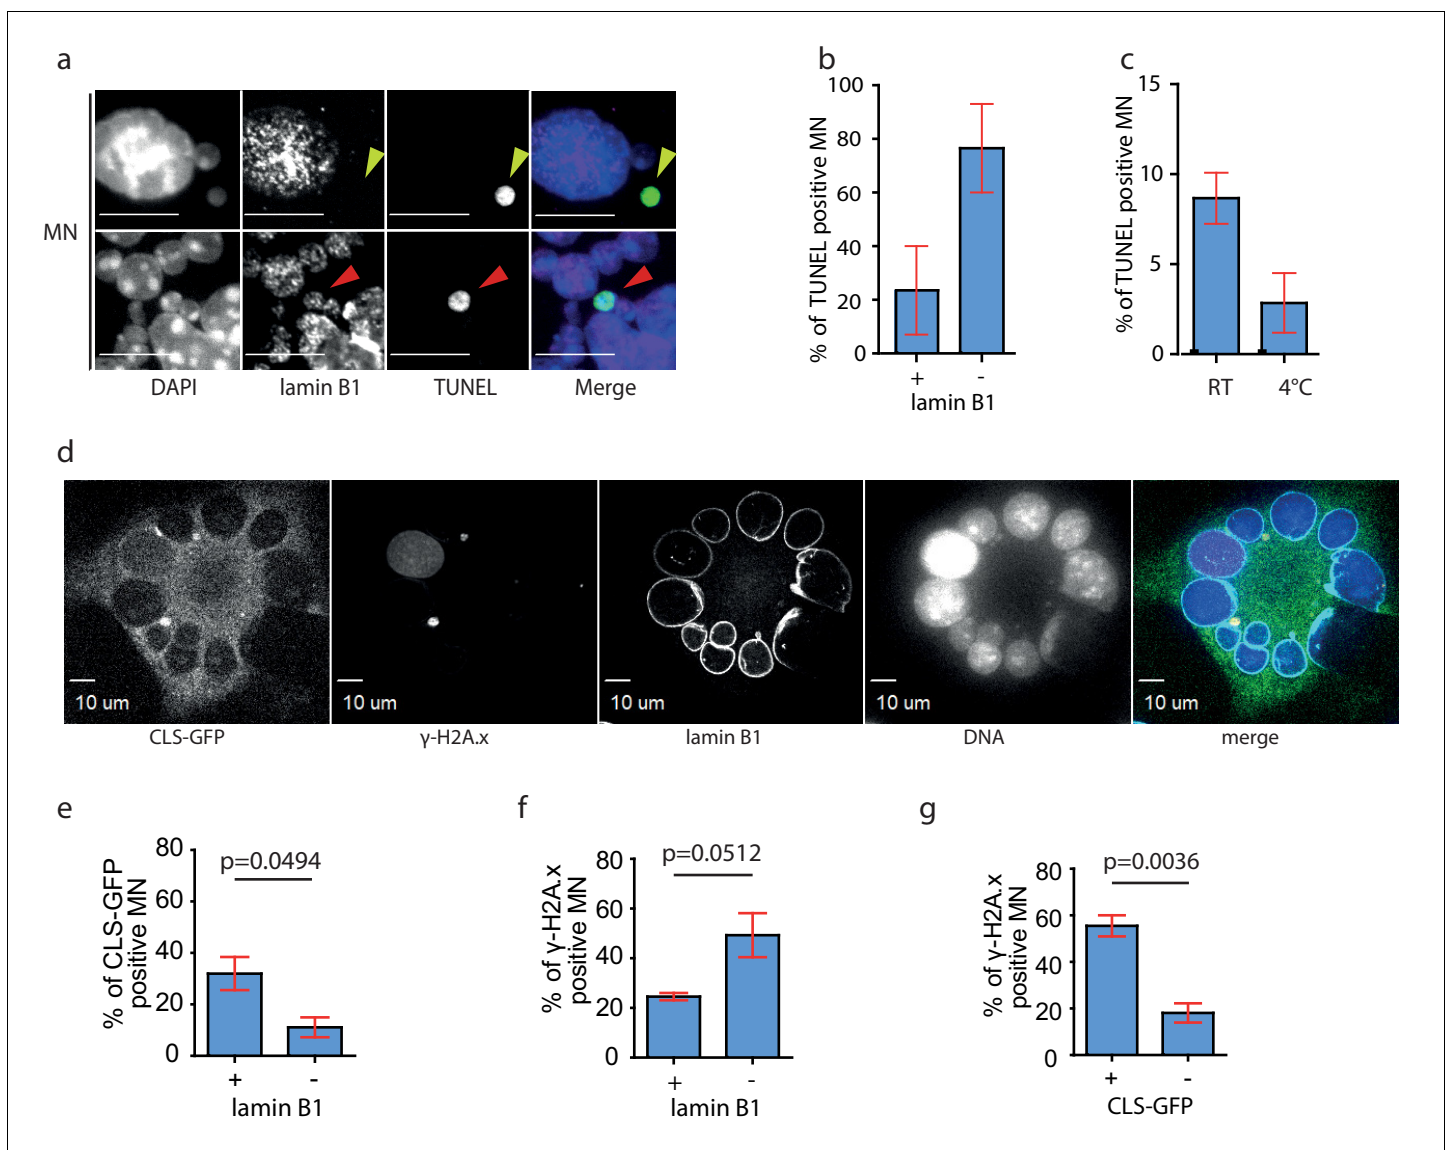 a
MN
DAPI
lamin B1
TUNEL
Merge
b
% of TUNEL positive MN
100
80
60
40
20
0
+
-
lamin B1
c
% of TUNEL positive MN
15
10
5
0
RT
4°C
d
10 um
10 um
10 um
10 um
10 um
CLS-GFP
γ-H2A.x
lamin B1
DNA
merge
e
% of CLS-GFP
positive MN
80
60
40
20
0
p=0.0494
+
-
lamin B1
f
% of γ-H2A.x
positive MN
80
60
40
20
0
p=0.0512
+
-
lamin B1
g
% of γ-H2A.x
positive MN
80
60
40
20
0
p=0.0036
+
-
CLS-GFP